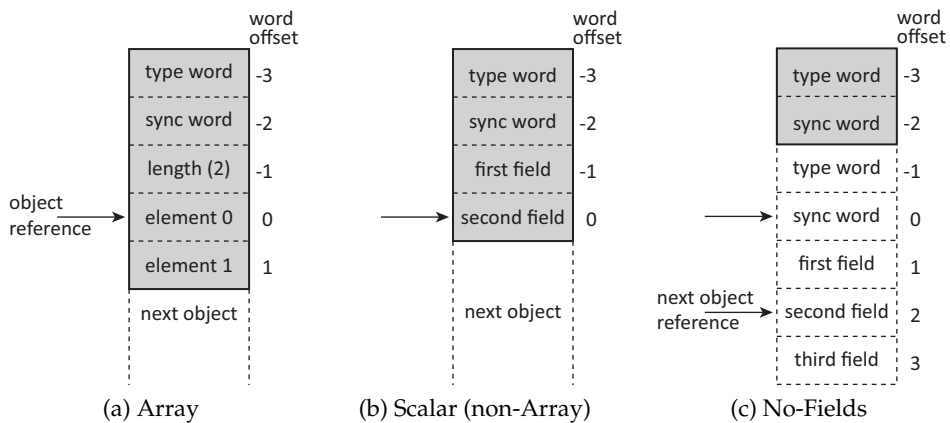 word
offset
type word -3
sync word -2
length (2) -1
object
reference
element 0 0
element 1 1
next object
(a) Array
word
offset
type word -3
sync word -2
first field -1
second field 0
next object
(b) Scalar (non-Array)
word
offset
type word -3
sync word -2
type word -1
sync word 0
first field 1
next object
reference
second field 2
third field 3
(c) No-Fields